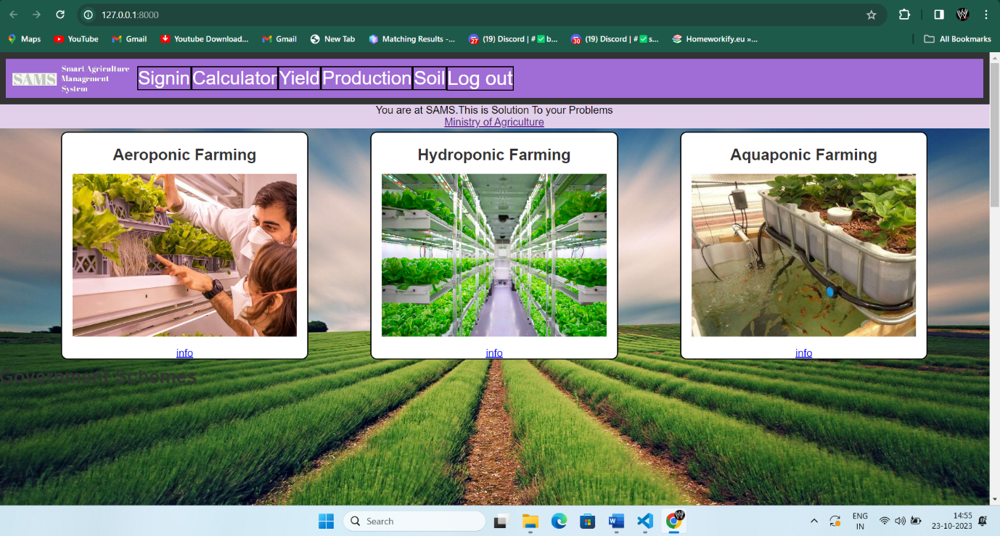 127.0.0.1:8000
Maps YouTube Gmail Youtube Download... Gmail New Tab Matching Results -... (19) Discord | #✅b... (19) Discord | #✅s... Homeworkify.eu »... All Bookmarks
SAMS
Smart Agriculture
Management
System
Signin Calculator Yield Production Soil Log out
You are at SAMS.This is Solution To your Problems
Ministry of Agriculture
Aeroponic Farming
info
Hydroponic Farming
info
Aquaponic Farming
info
Government Schemes
Search
ENG
IN
14:55
23-10-2023